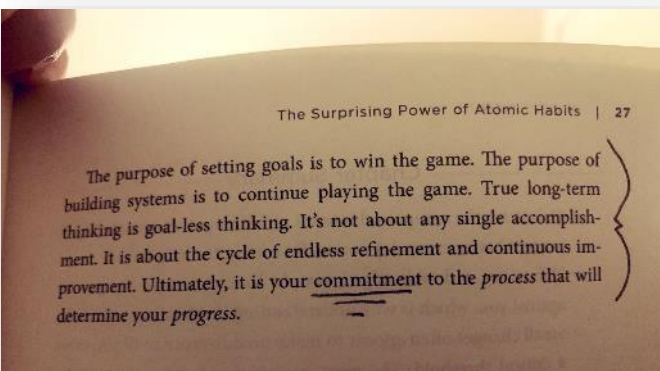 The Surprising Power of Atomic Habits | 27
The purpose of setting goals is to win the game. The purpose of
building systems is to continue playing the game. True long-term
thinking is goal-less thinking. It's not about any single accomplish-
ment. It is about the cycle of endless refinement and continuous im-
provement. Ultimately, it is your commitment to the process that will
determine your progress.